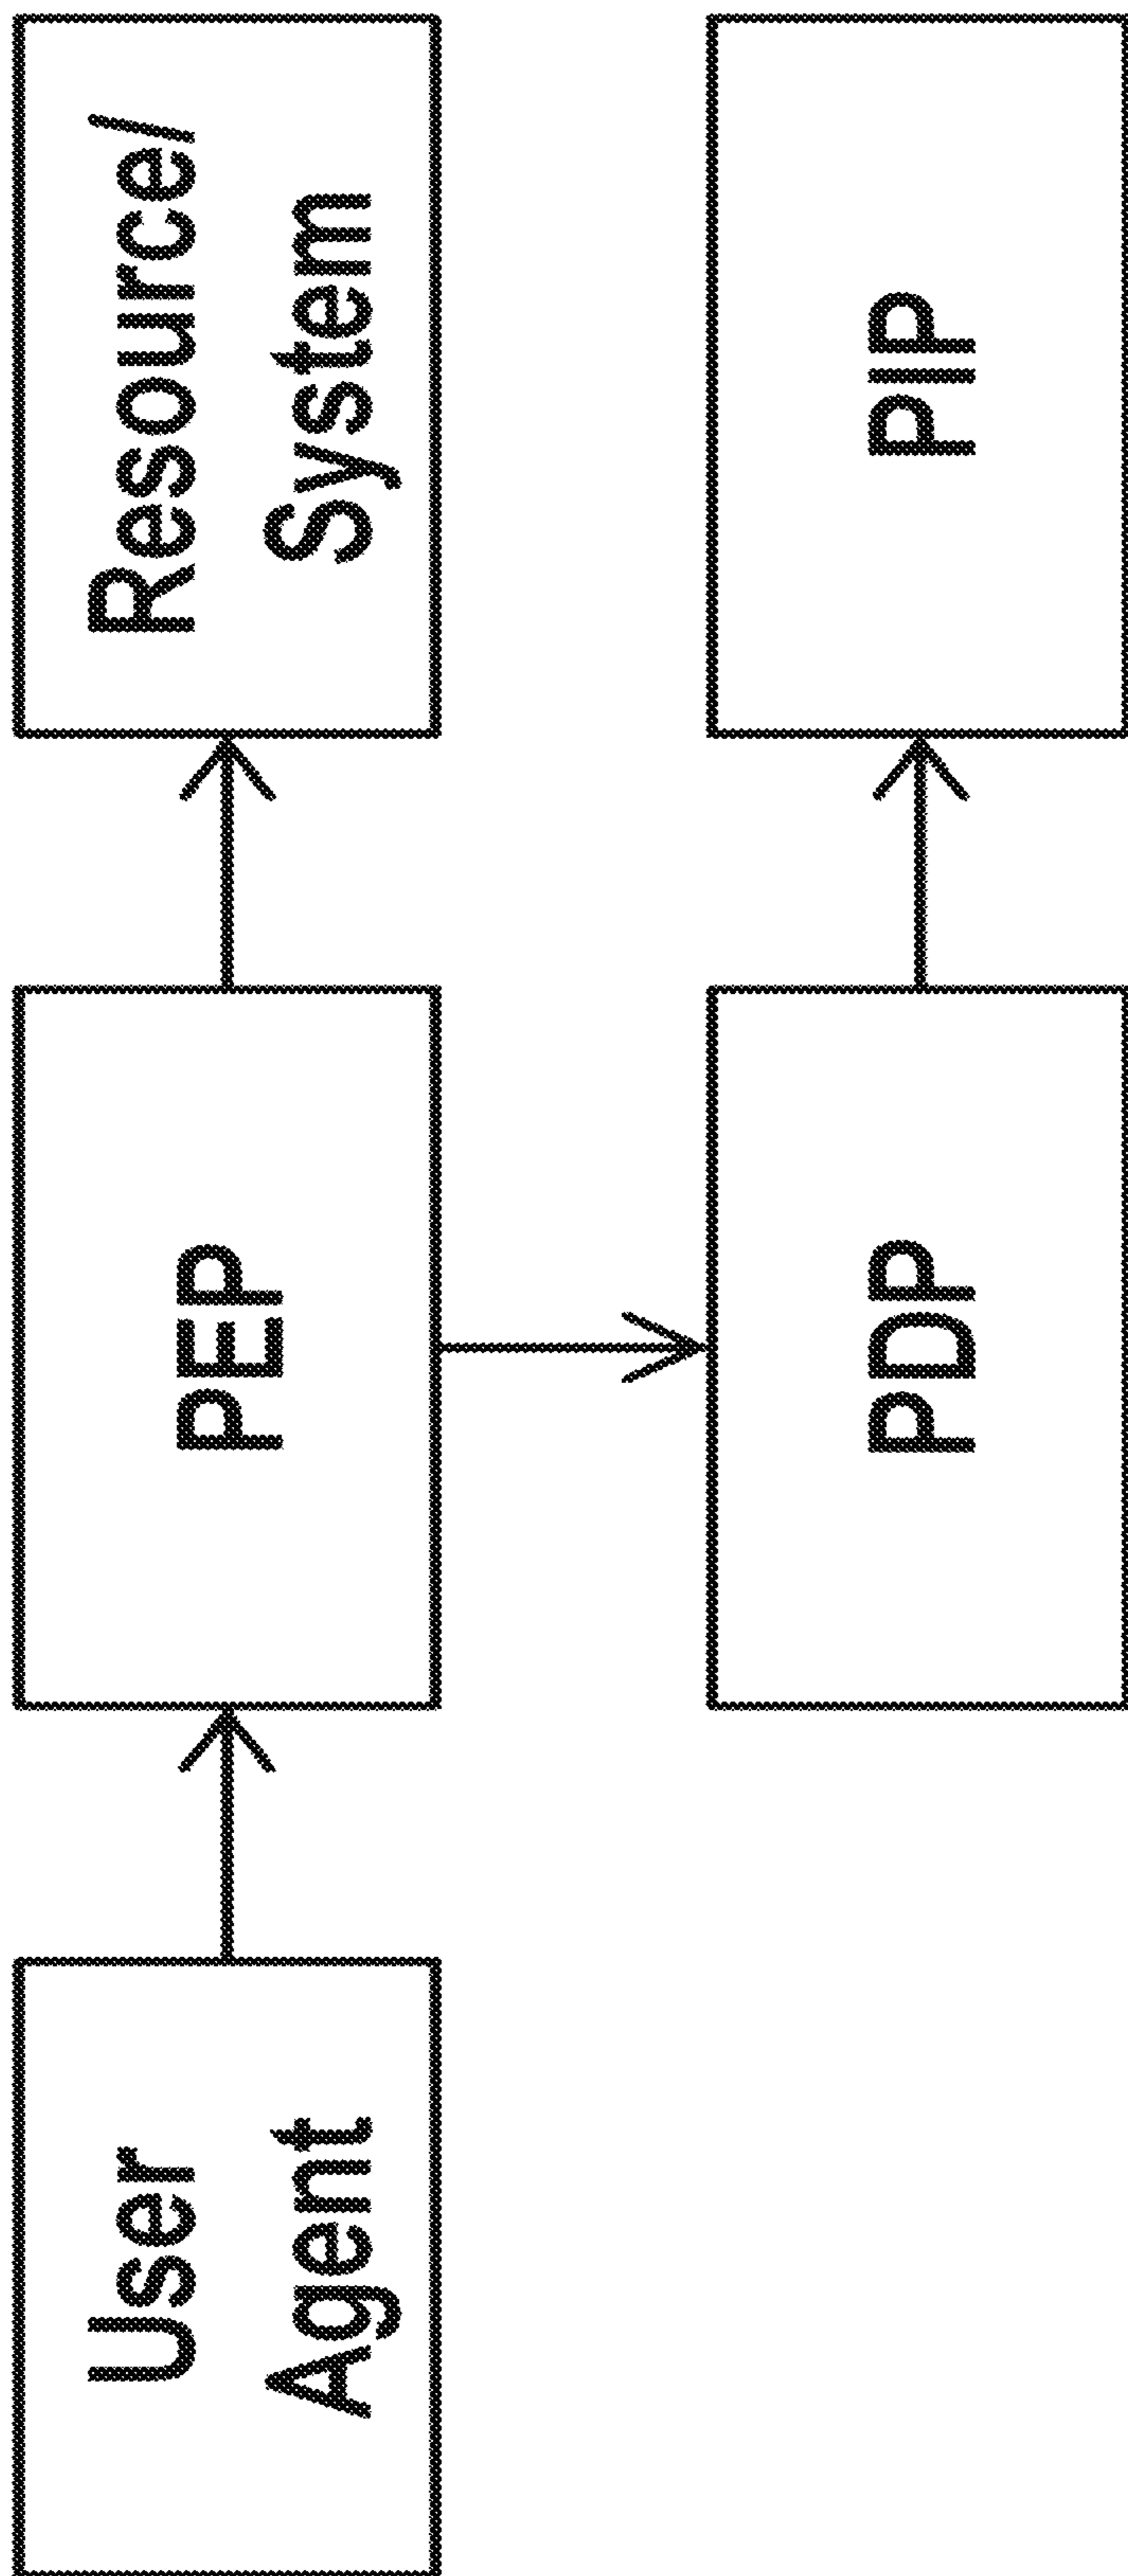 User
Agent
PEP
Resource/
System
PDP
PIP